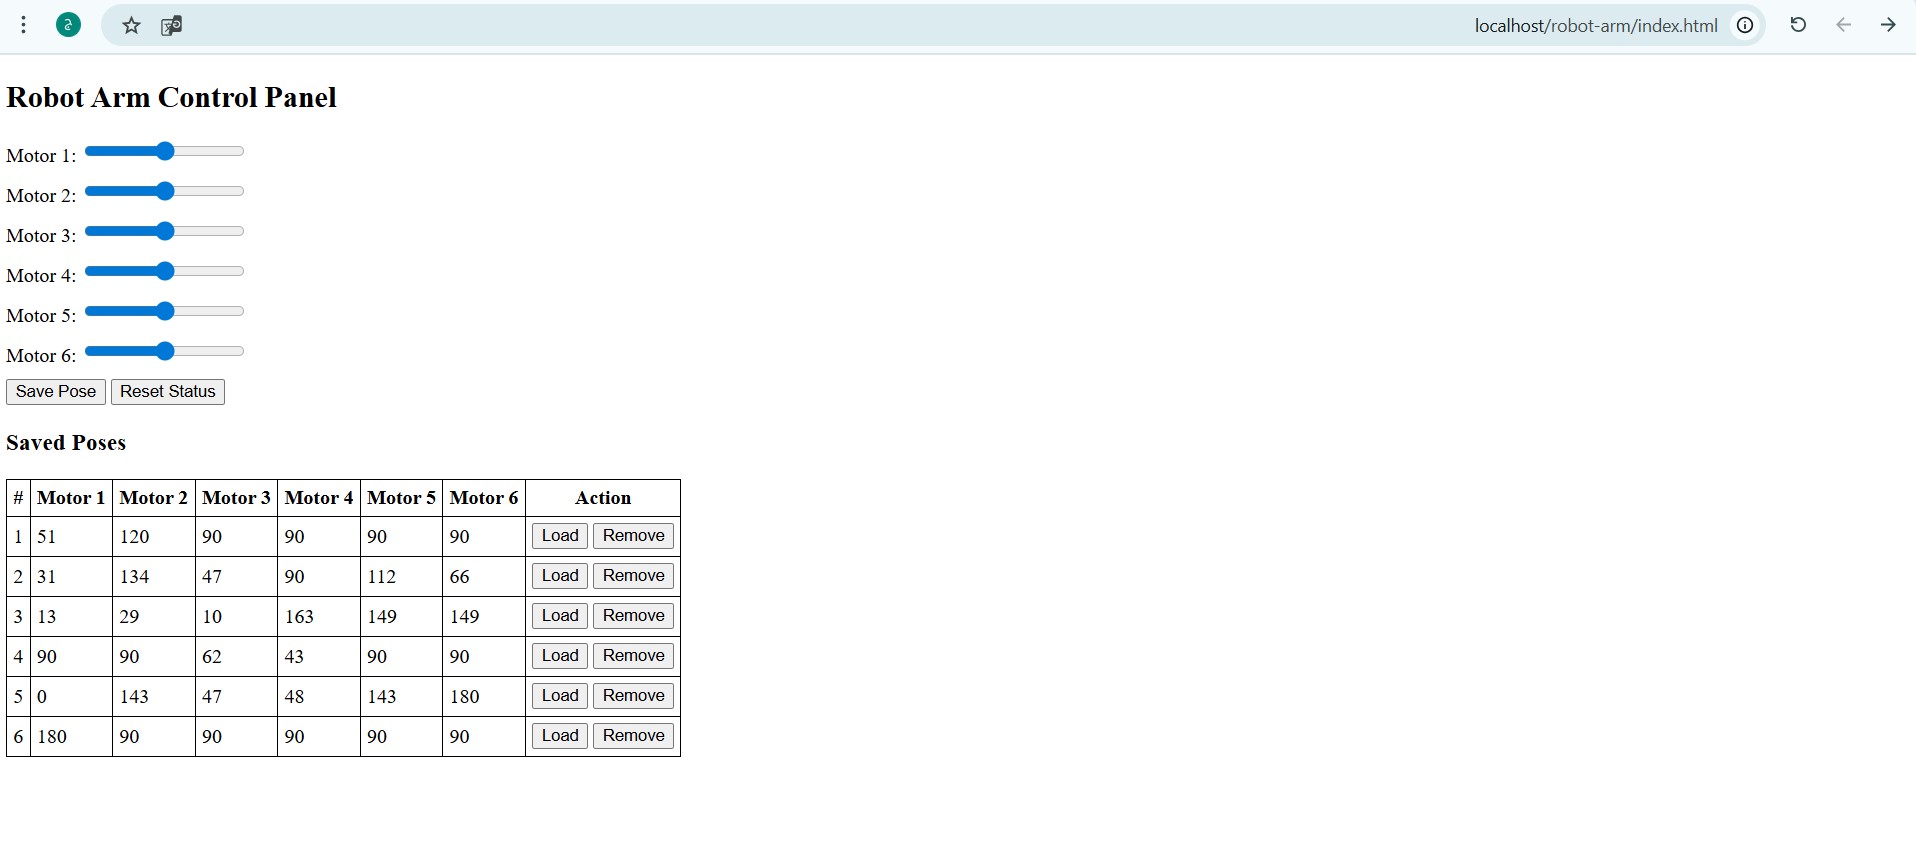 localhost/robot-arm/index.html
Robot Arm Control Panel
Motor 1:
Motor 2:
Motor 3:
Motor 4:
Motor 5:
Motor 6:
Save Pose Reset Status
Saved Poses
# Motor 1 Motor 2 Motor 3 Motor 4 Motor 5 Motor 6 Action
1 51 120 90 90 90 90 Load Remove
2 31 134 47 90 112 66 Load Remove
3 13 29 10 163 149 149 Load Remove
4 90 90 62 43 90 90 Load Remove
5 0 143 47 48 143 180 Load Remove
6 180 90 90 90 90 90 Load Remove